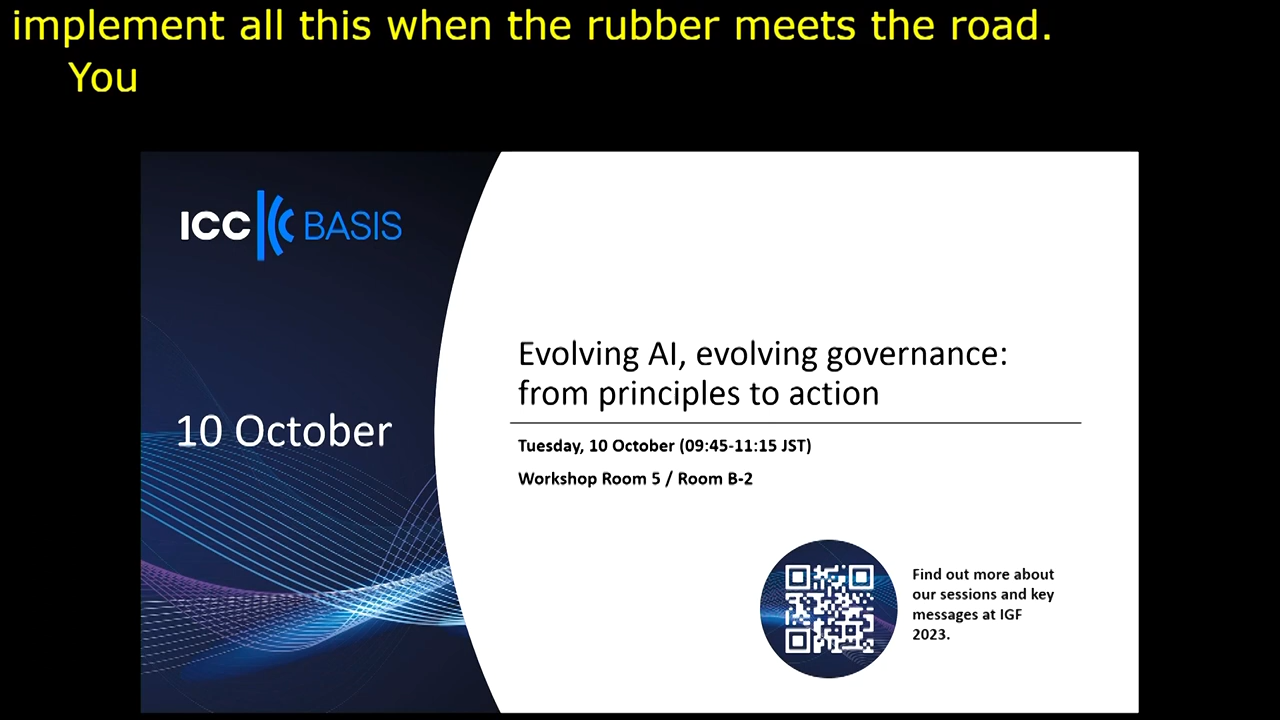 implement all this when the rubber meets the road.
You
ICC BASIS
10 October
Evolving AI, evolving governance:
from principles to action
Tuesday, 10 October (09:45-11:15 JST)
Workshop Room 5 / Room B-2
Find out more about
our sessions and key
messages at IGF
2023.